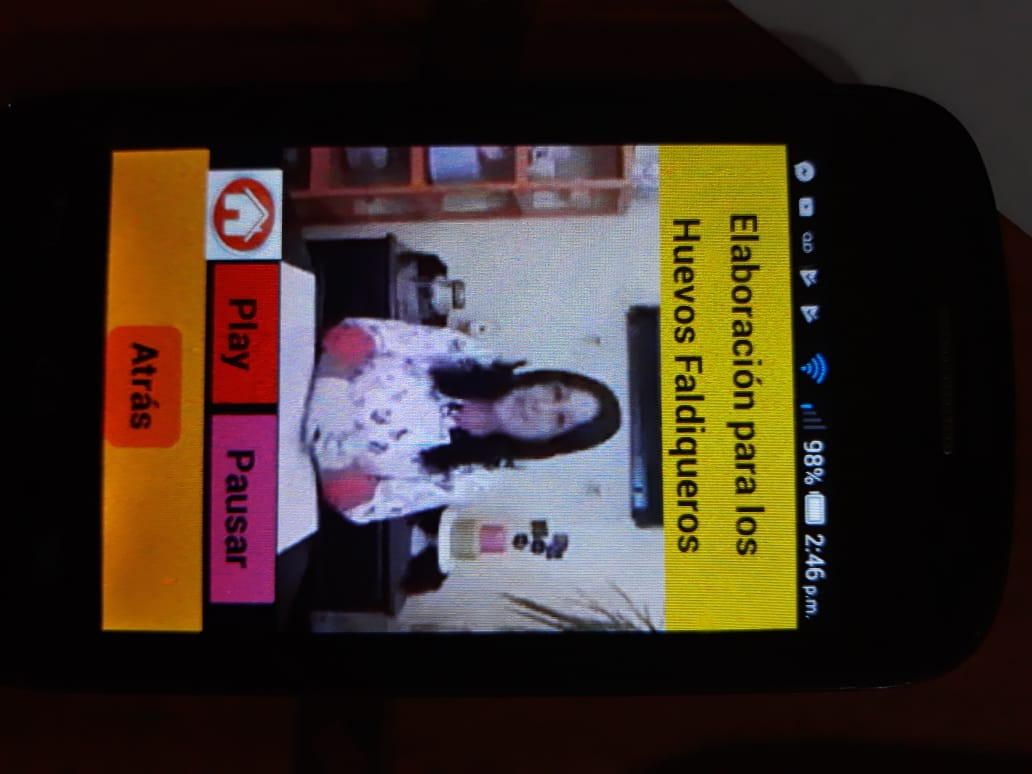 98% 2:46 p.m.
Elaboración para los
Huevos Faldiqueros
Play
Pausar
Atrás